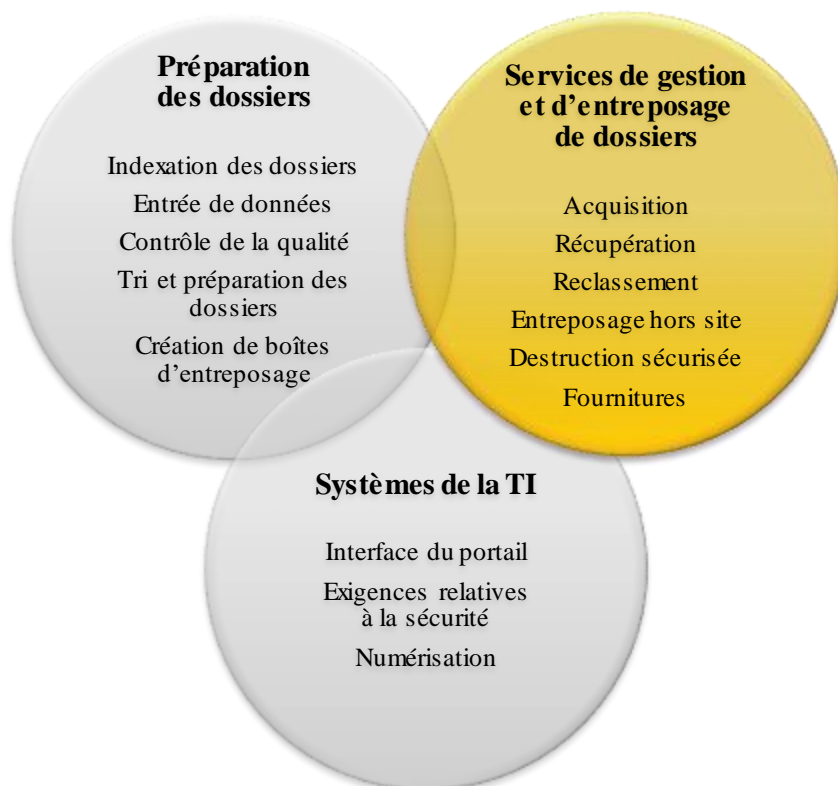 Préparation
des dossiers
Indexation des dossiers
Entrée de données
Contrôle de la qualité
Tri et préparation des
dossiers
Création de boîtes
d'entreposage
Services de gestion
et d'entreposage
de dossiers
Acquisition
Récupération
Reclassement
Entreposage hors site
Destruction sécurisée
Fournitures
Systèmes de la TI
Interface du portail
Exigences relatives
à la sécurité
Numérisation